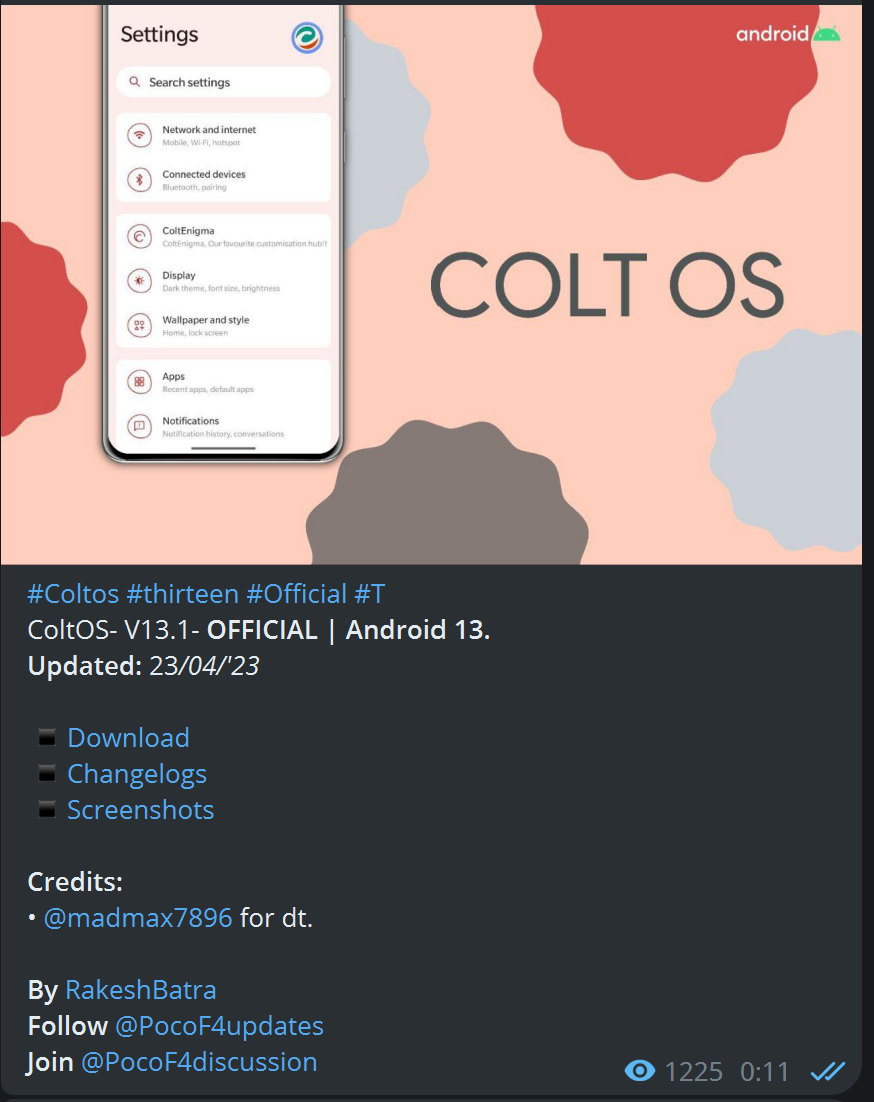 Settings
android
Search settings
Network and internet
Mobile, Wi-Fi, hotspot
Connected devices
Bluetooth, pairing
ColtEnigma
ColtEnigma, Our favourite customisation hub!!
Display
Dark theme, font size, brightness
Wallpaper and style
Home, lock screen
Apps
Recent apps, default apps
Notifications
Notification history, conversations
COLT OS
#Coltos #thirteen #Official #T
ColtOS- V13.1- OFFICIAL | Android 13.
Updated: 23/04/'23
Download
Changelogs
Screenshots
Credits:
• @madmax7896 for dt.
By RakeshBatra
Follow @PocoF4updates
Join @PocoF4discussion
1225 0:11